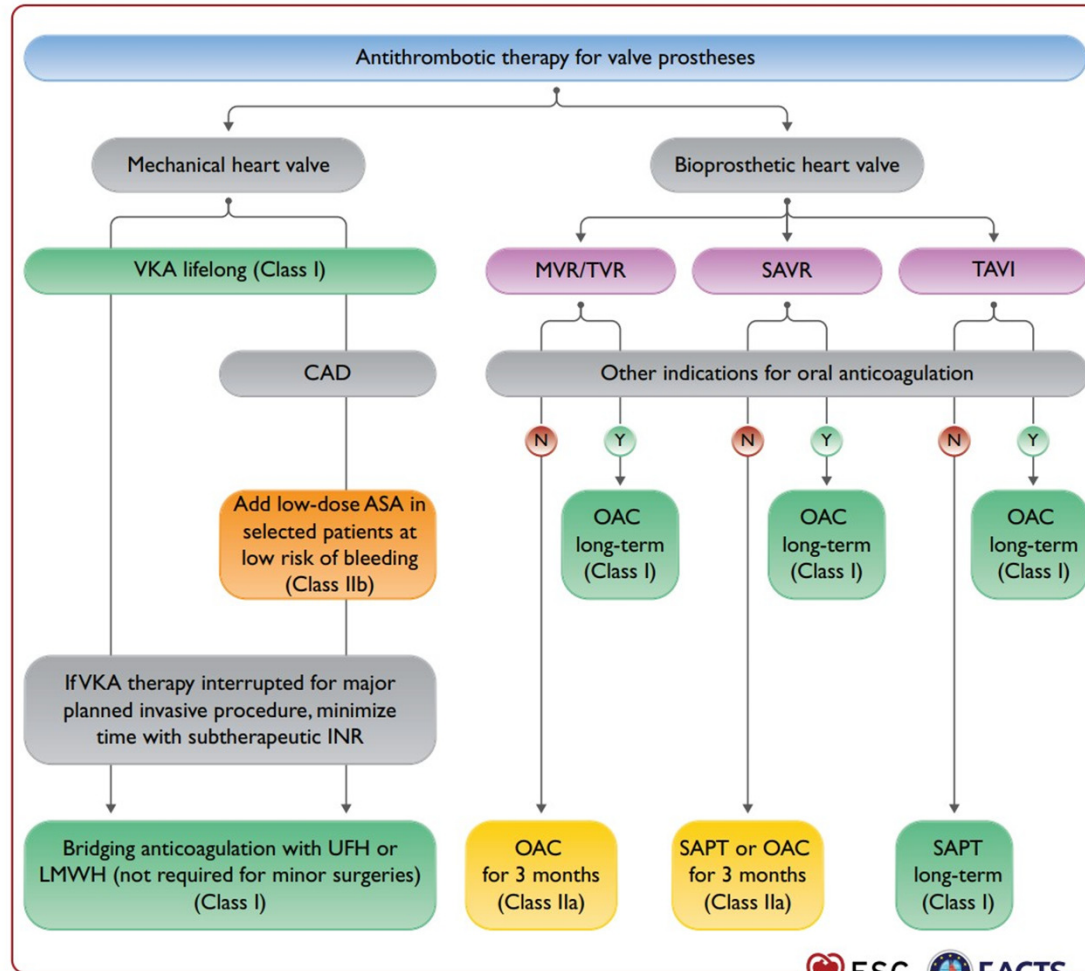 Antithrombotic therapy for valve prostheses
Mechanical heart valve
Bioprosthetic heart valve
VKA lifelong (Class I)
MVR/TVR
SAVR
TAVI
CAD
Other indications for oral anticoagulation
N
Y
N
Y
N
Y
Add low-dose ASA in
selected patients at
low risk of bleeding
(Class IIb)
OAC
long-term
(Class I)
OAC
long-term
(Class I)
OAC
long-term
(Class I)
If VKA therapy interrupted for major
planned invasive procedure, minimize
time with subtherapeutic INR
Bridging anticoagulation with UFH or
LMWH (not required for minor surgeries)
(Class I)
OAC
for 3 months
(Class IIa)
SAPT or OAC
for 3 months
(Class IIa)
SAPT
long-term
(Class I)